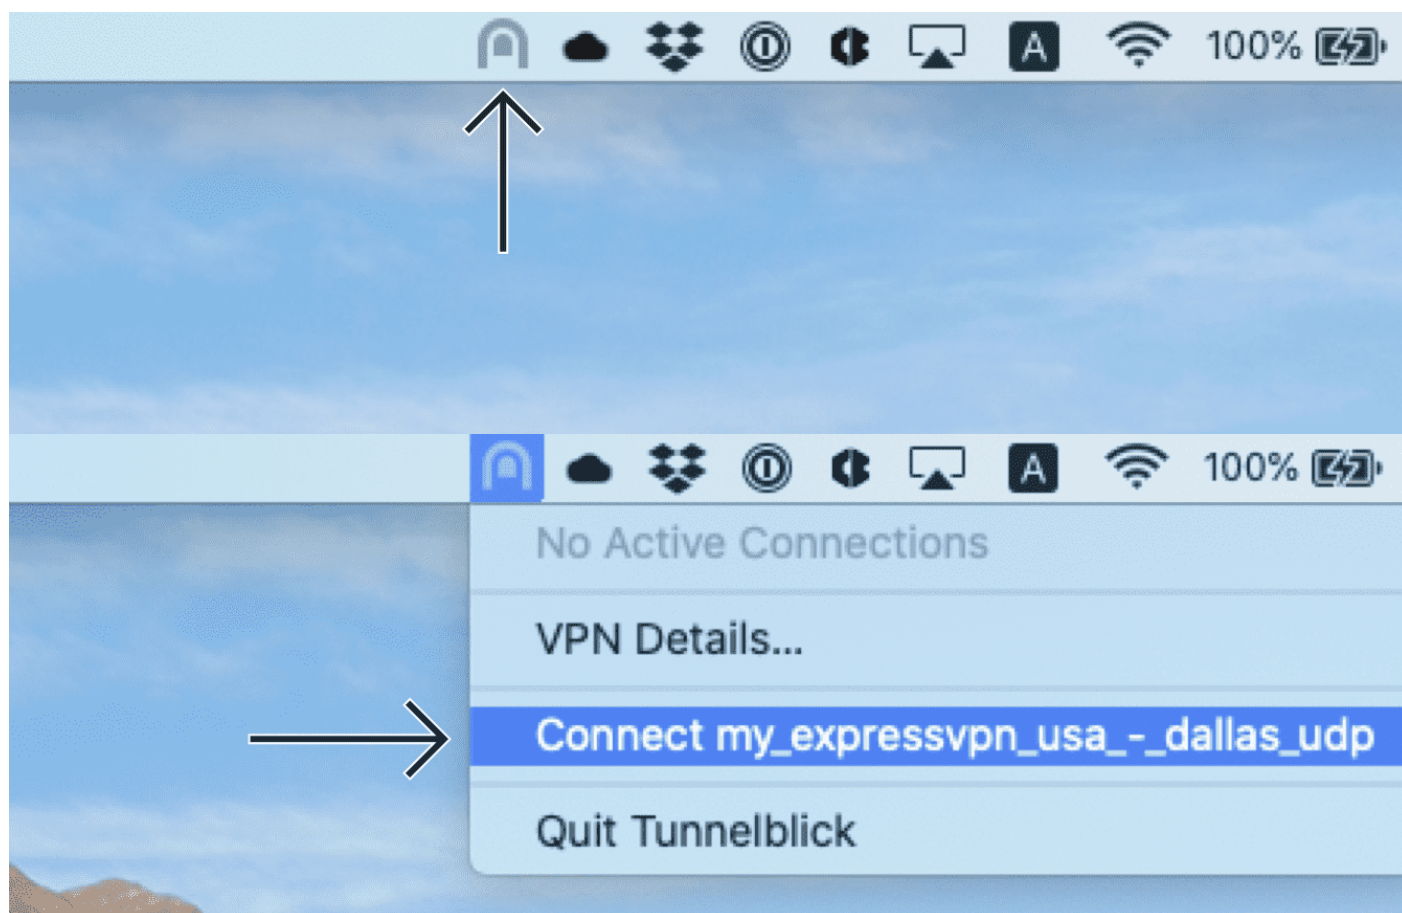 A 100%
A 100%
No Active Connections
VPN Details...
Connect my_expressvpn_usa_-_dallas_udp
Quit Tunnelblick